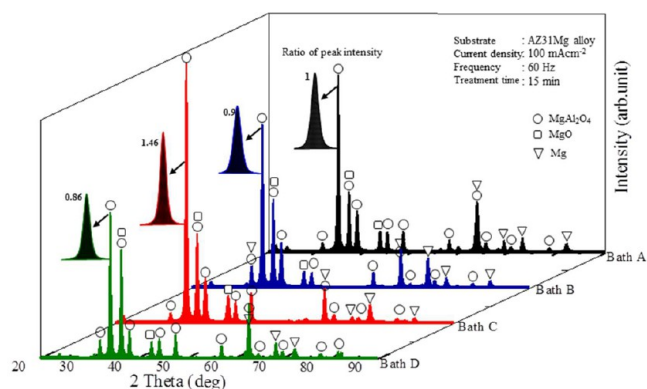 Substrate : AZ31Mg alloy
Current density: 100 mAcm-2
Frequency : 60 Hz
Treatment time : 15 min
Ratio of peak intensity
1
0.9
1.46
0.86
MgAl2O4
MgO
Mg
Intensity (arb.unit)
Bath A
Bath B
Bath C
Bath D
20 30 40 50 60 70 80 90
2 Theta (deg)